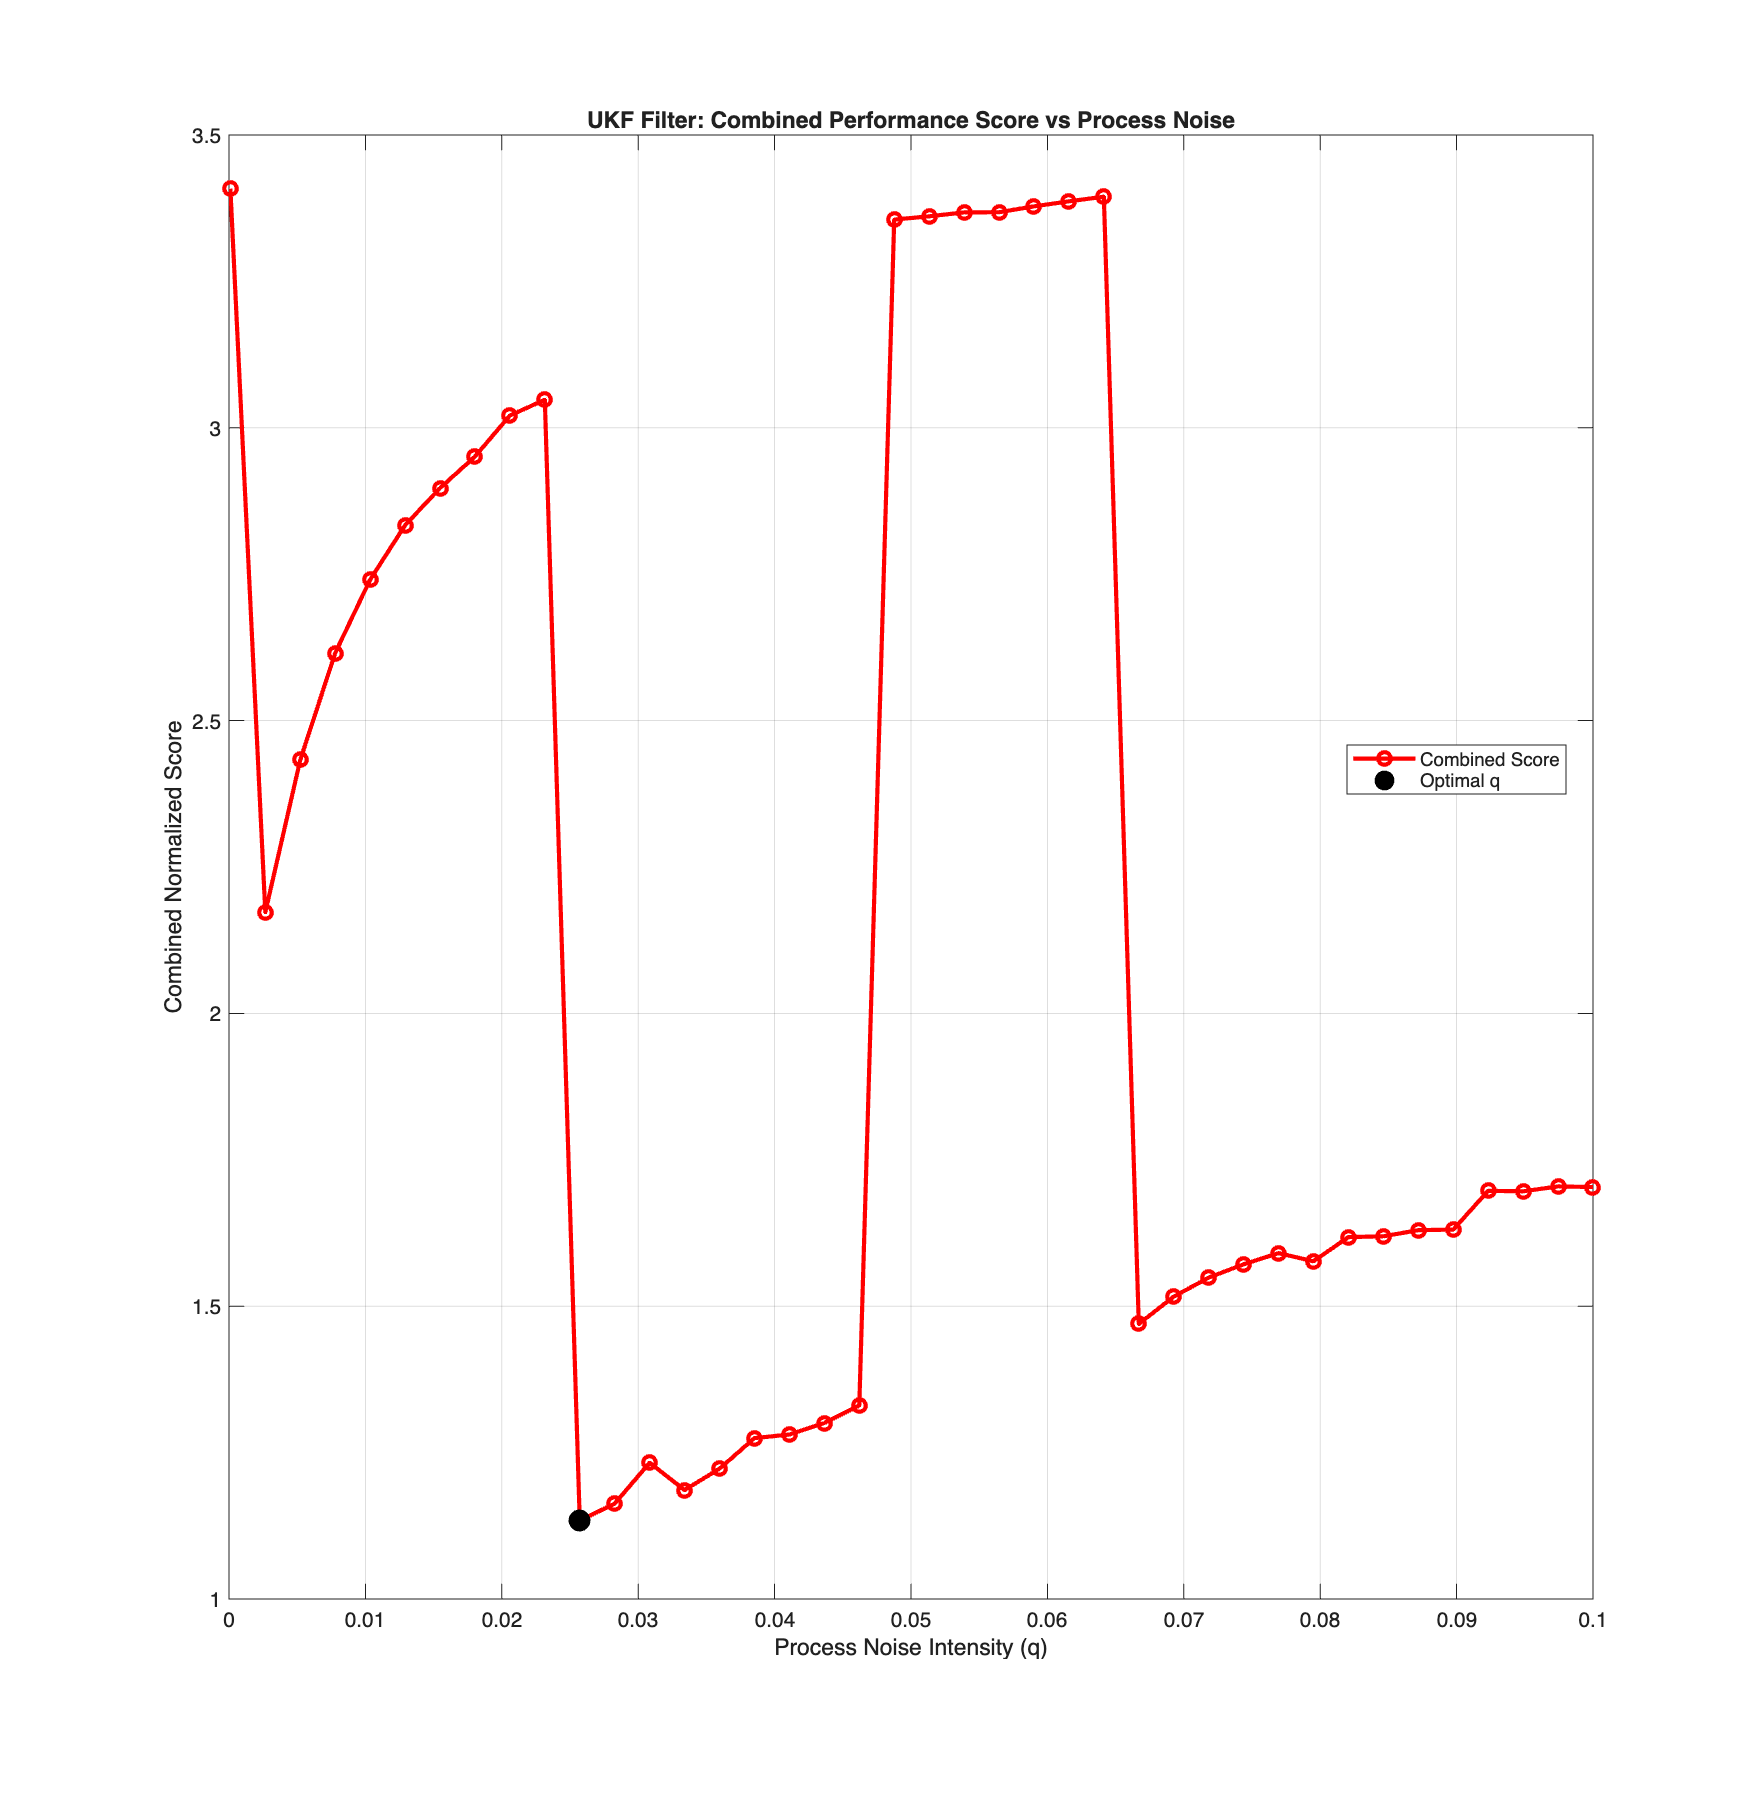 UKF Filter: Combined Performance Score vs Process Noise
3.5
3
2.5
2
1.5
1
Combined Normalized Score
Combined Score
Optimal q
0 0.01 0.02 0.03 0.04 0.05 0.06 0.07 0.08 0.09 0.1
Process Noise Intensity (q)